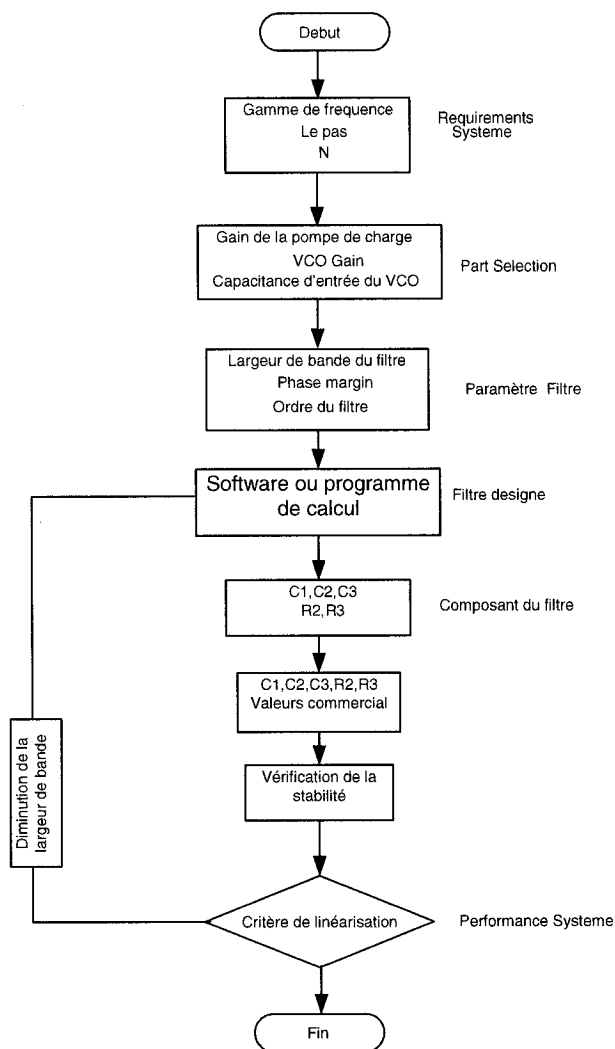 Debut
Gamme de frequence
Le pas
N
Requirements
Systeme
Gain de la pompe de charge
VCO Gain
Capacitance d'entrée du VCO
Part Selection
Largeur de bande du filtre
Phase margin
Ordre du filtre
Paramètre Filtre
Software ou programme
de calcul
Filtre designe
C1,C2,C3
R2,R3
Composant du filtre
C1,C2,C3,R2,R3
Valeurs commercial
Diminution de la
largeur de bande
Vérification de la
stabilité
Critère de linéarisation
Performance Systeme
Fin